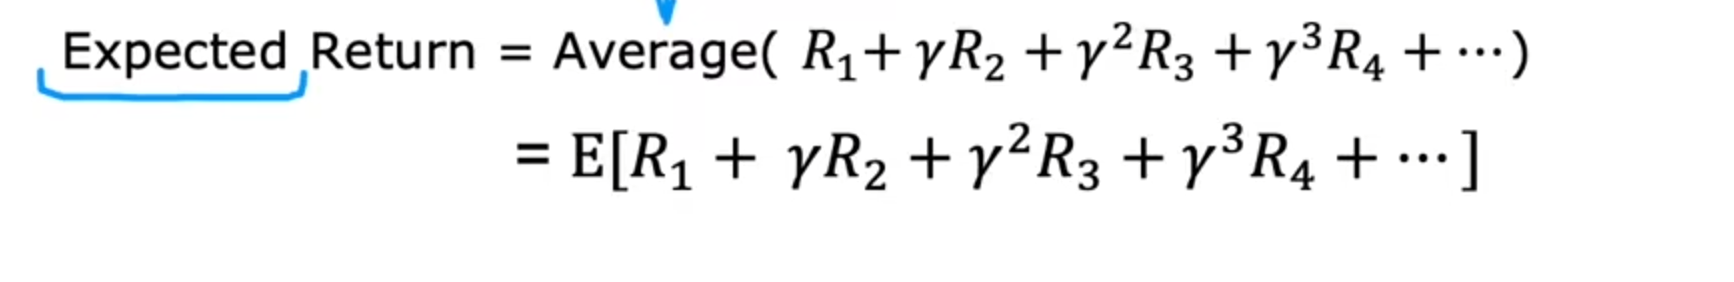 Expected Return = Average( R₁+ γR₂ + γ²R₃ + γ³R₄ + ⋯)
= E[R₁ + γR₂ + γ²R₃ + γ³R₄ + ⋯]